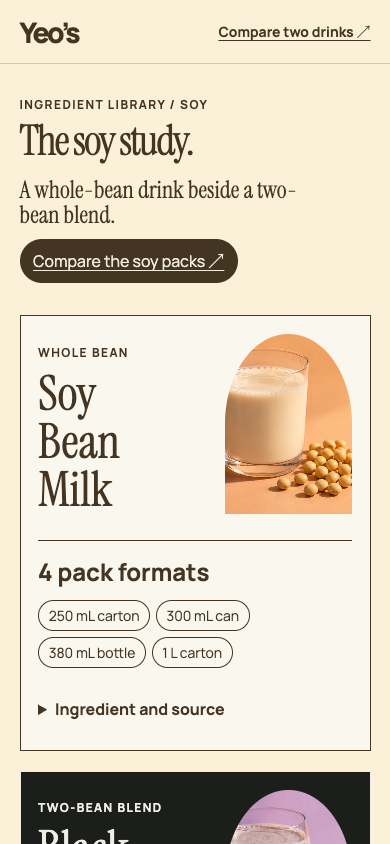 Yeo's
Compare two drinks ↗
INGREDIENT LIBRARY / SOY
The soy study.
A whole-bean drink beside a two-
bean blend.
Compare the soy packs ↗
WHOLE BEAN
Soy
Bean
Milk
4 pack formats
250 mL carton
300 mL can
380 mL bottle
1 L carton
Ingredient and source
TWO-BEAN BLEND
Black